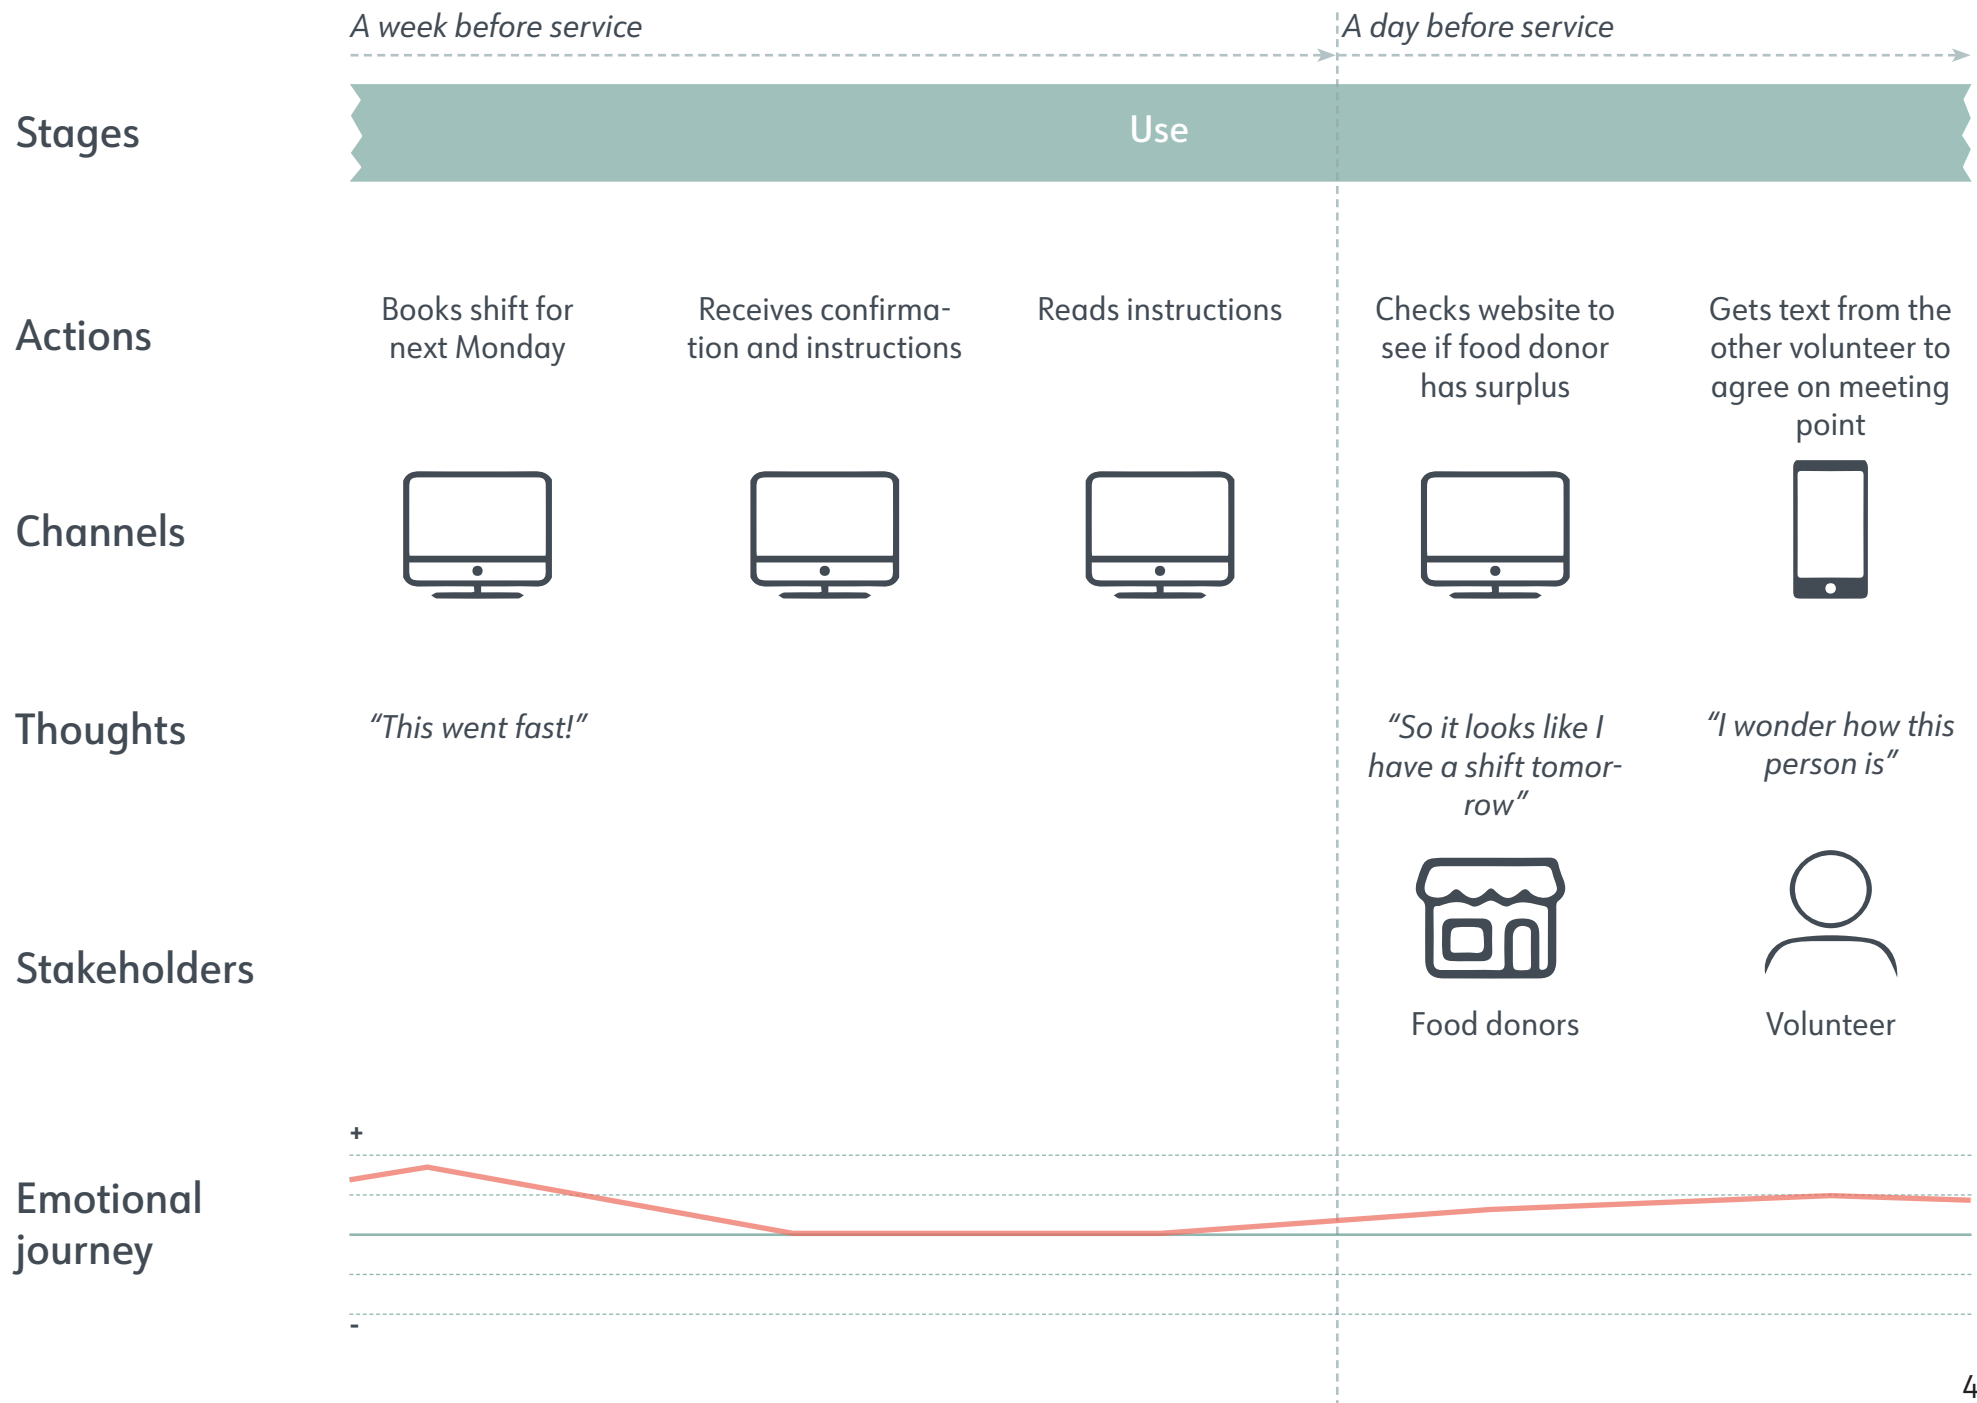 A week before service
A day before service
Stages
Use
Actions
Books shift for
next Monday
Receives confirma-
tion and instructions
Reads instructions
Checks website to
see if food donor
has surplus
Gets text from the
other volunteer to
agree on meeting
point
Channels
Thoughts
“This went fast!”
“So it looks like I
have a shift tomor-
row”
“I wonder how this
person is”
Stakeholders
Food donors
Volunteer
Emotional
journey
+
-
4